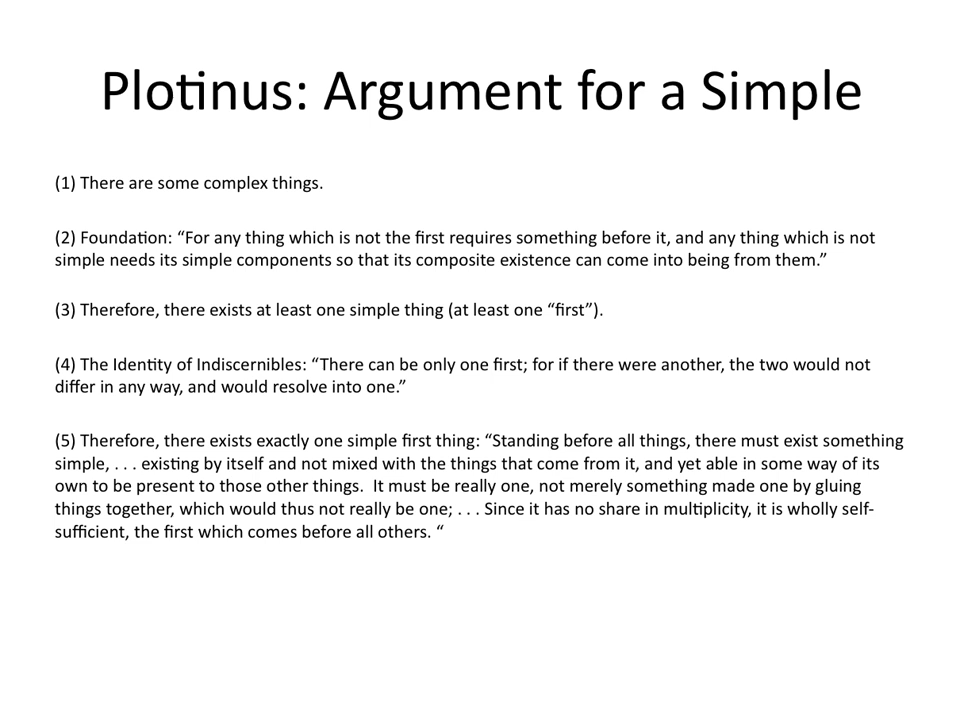 Plotinus: Argument for a Simple
(1) There are some complex things.
(2) Foundation: “For any thing which is not the first requires something before it, and any thing which is not
simple needs its simple components so that its composite existence can come into being from them.”
(3) Therefore, there exists at least one simple thing (at least one “first”).
(4) The Identity of Indiscernibles: “There can be only one first; for if there were another, the two would not
differ in any way, and would resolve into one.”
(5) Therefore, there exists exactly one simple first thing: “Standing before all things, there must exist something
simple, . . . existing by itself and not mixed with the things that come from it, and yet able in some way of its
own to be present to those other things.  It must be really one, not merely something made one by gluing
things together, which would thus not really be one; . . . Since it has no share in multiplicity, it is wholly self-
sufficient, the first which comes before all others. “